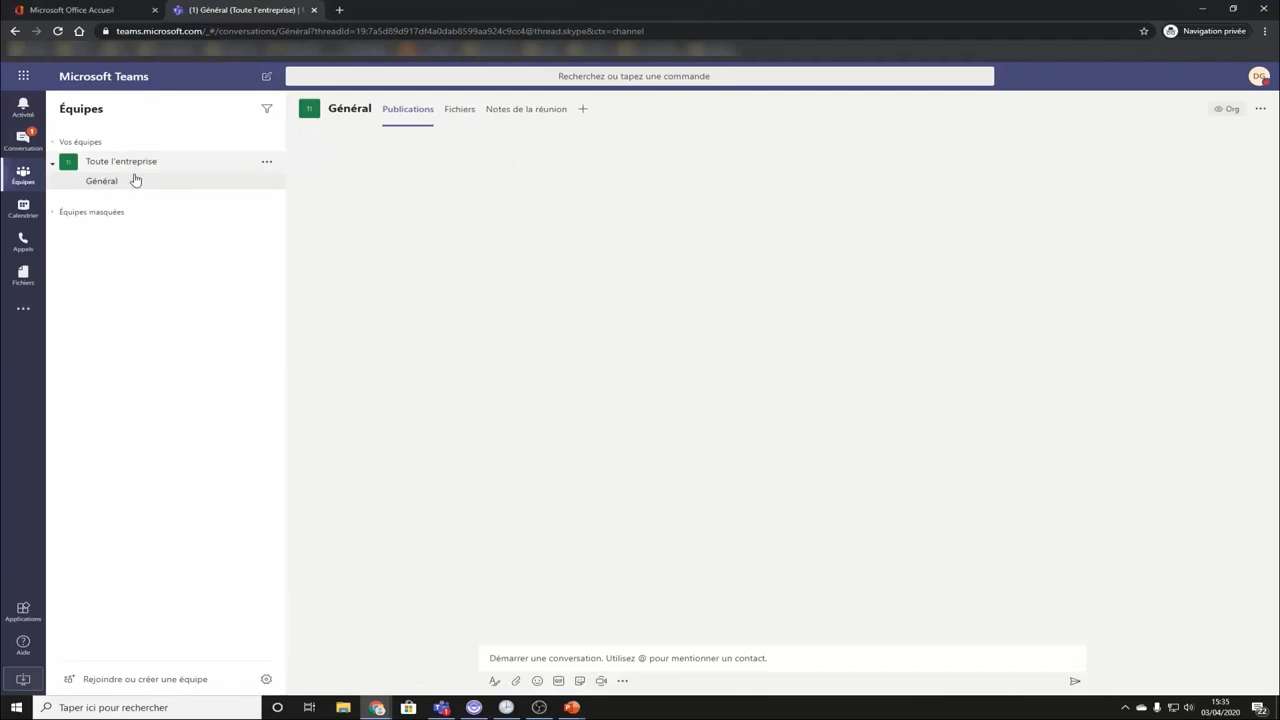 Microsoft Office Accueil
(1) Général (Toute l'entreprise) |
teams.microsoft.com/_#/conversations/Général?threadId=19:7a5d89d917df4a0dab8599aa924c9cc4@thread.skype&ctx=channel
Navigation privée
Microsoft Teams
Recherchez ou tapez une commande
DG
Activité
Conversation
1
Équipes
Calendrier
Appels
Fichiers
Applications
Aide
Équipes
Vos équipes
TI
Toute l'entreprise
Général
Équipes masquées
Rejoindre ou créer une équipe
TI
Général
Publications
Fichiers
Notes de la réunion
Org
Démarrer une conversation. Utilisez @ pour mentionner un contact.
GIF
Taper ici pour rechercher
15:35
03/04/2020
22